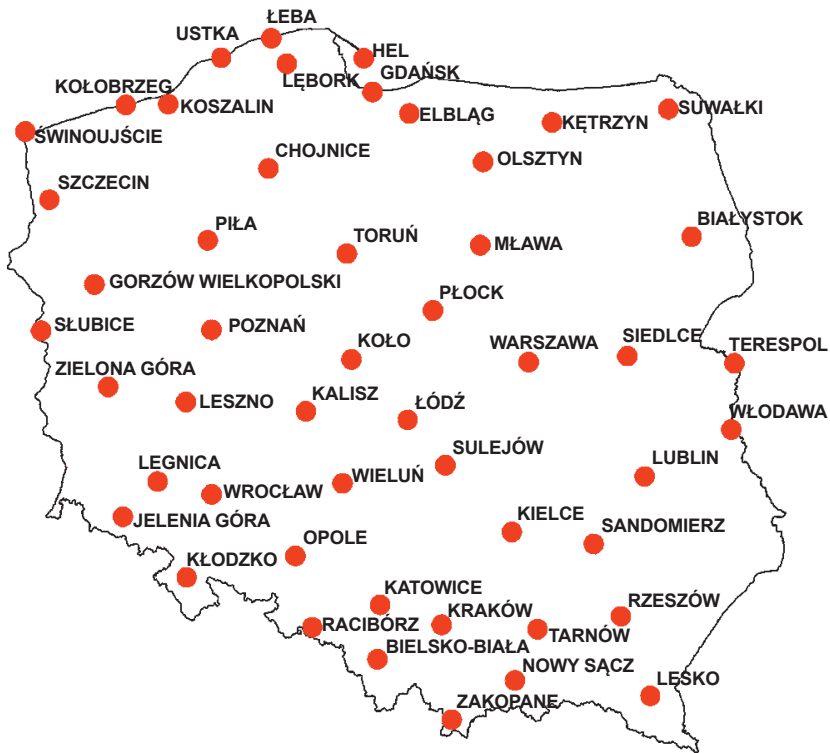 ŁEBA
USTKA
HEL
GDAŃSK
LĘBORK
KOŁOBRZEG
KOSZALIN
ELBLĄG
KĘTRZYN
SUWAŁKI
ŚWINOUJŚCIE
CHOJNICE
OLSZTYN
SZCZECIN
PIŁA
TORUŃ
MŁAWA
BIAŁYSTOK
GORZÓW WIELKOPOLSKI
PŁOCK
SŁUBICE
POZNAŃ
KOŁO
WARSZAWA
SIEDLCE
TERESPOL
ZIELONA GÓRA
LESZNO
KALISZ
ŁÓDŹ
WŁODAWA
SULEJÓW
LUBLIN
LEGNICA
WROCŁAW
WIELUŃ
JELENIA GÓRA
KIELCE
SANDOMIERZ
OPOLE
KŁODZKO
KATOWICE
KRAKÓW
RZESZÓW
RACIBÓRZ
TARNÓW
BIELSKO-BIAŁA
NOWY SĄCZ
LESKO
ZAKOPANE